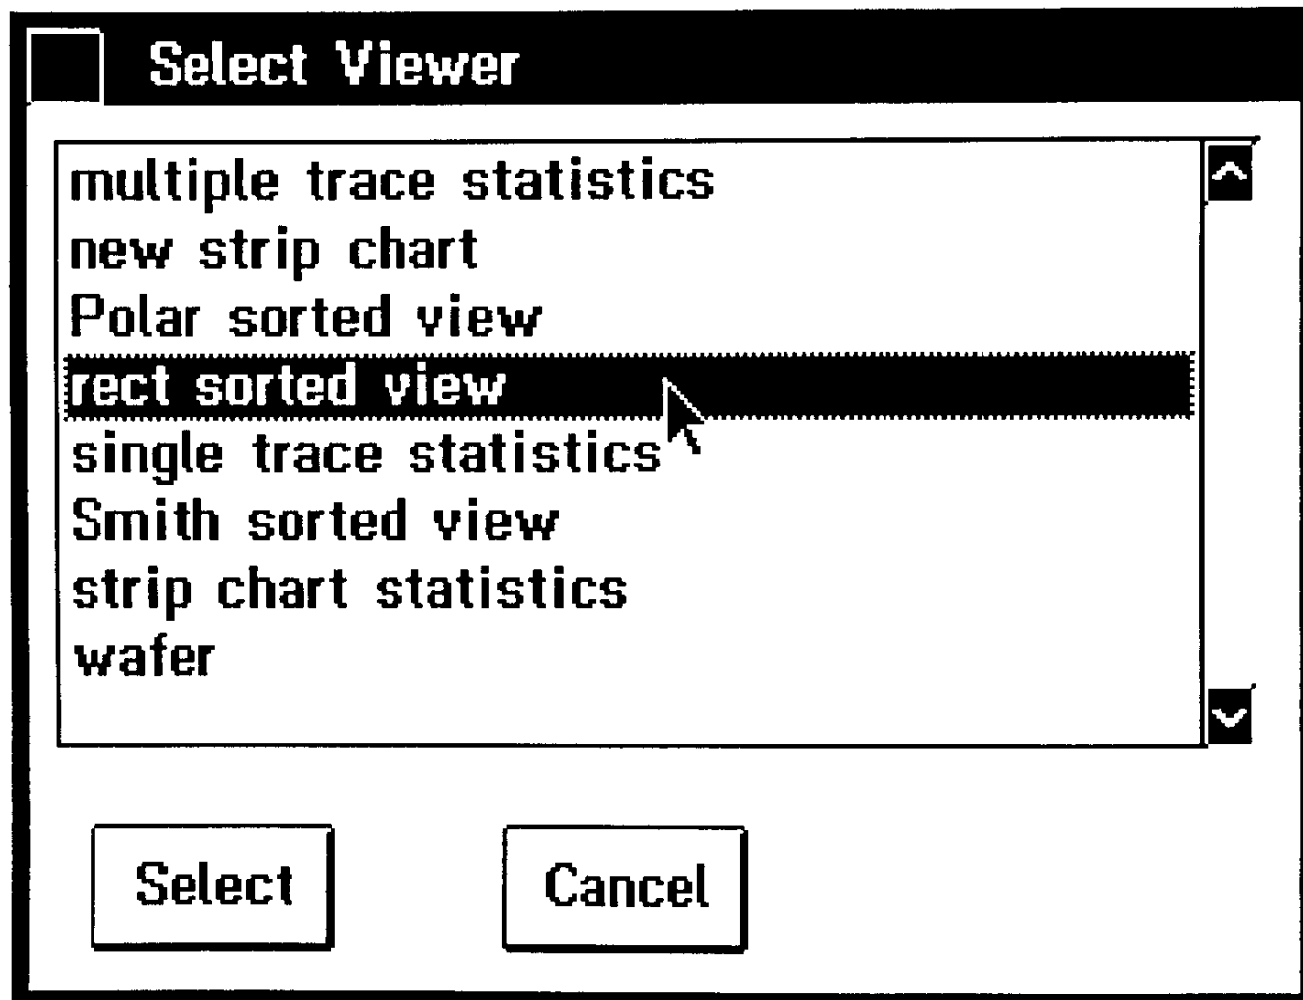 Select Viewer
multiple trace statistics
new strip chart
Polar sorted view
rect sorted view
single trace statistics
Smith sorted view
strip chart statistics
wafer
Select
Cancel